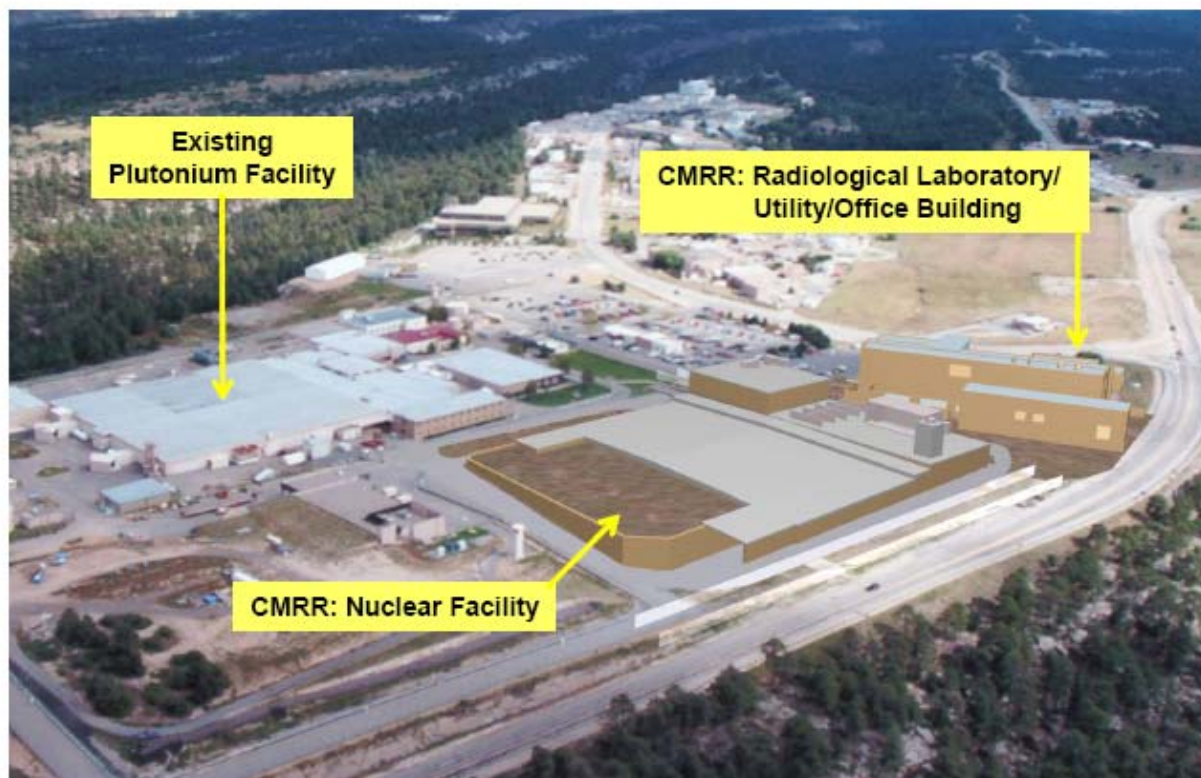 Existing
Plutonium Facility
CMRR: Radiological Laboratory/
Utility/Office Building
CMRR: Nuclear Facility